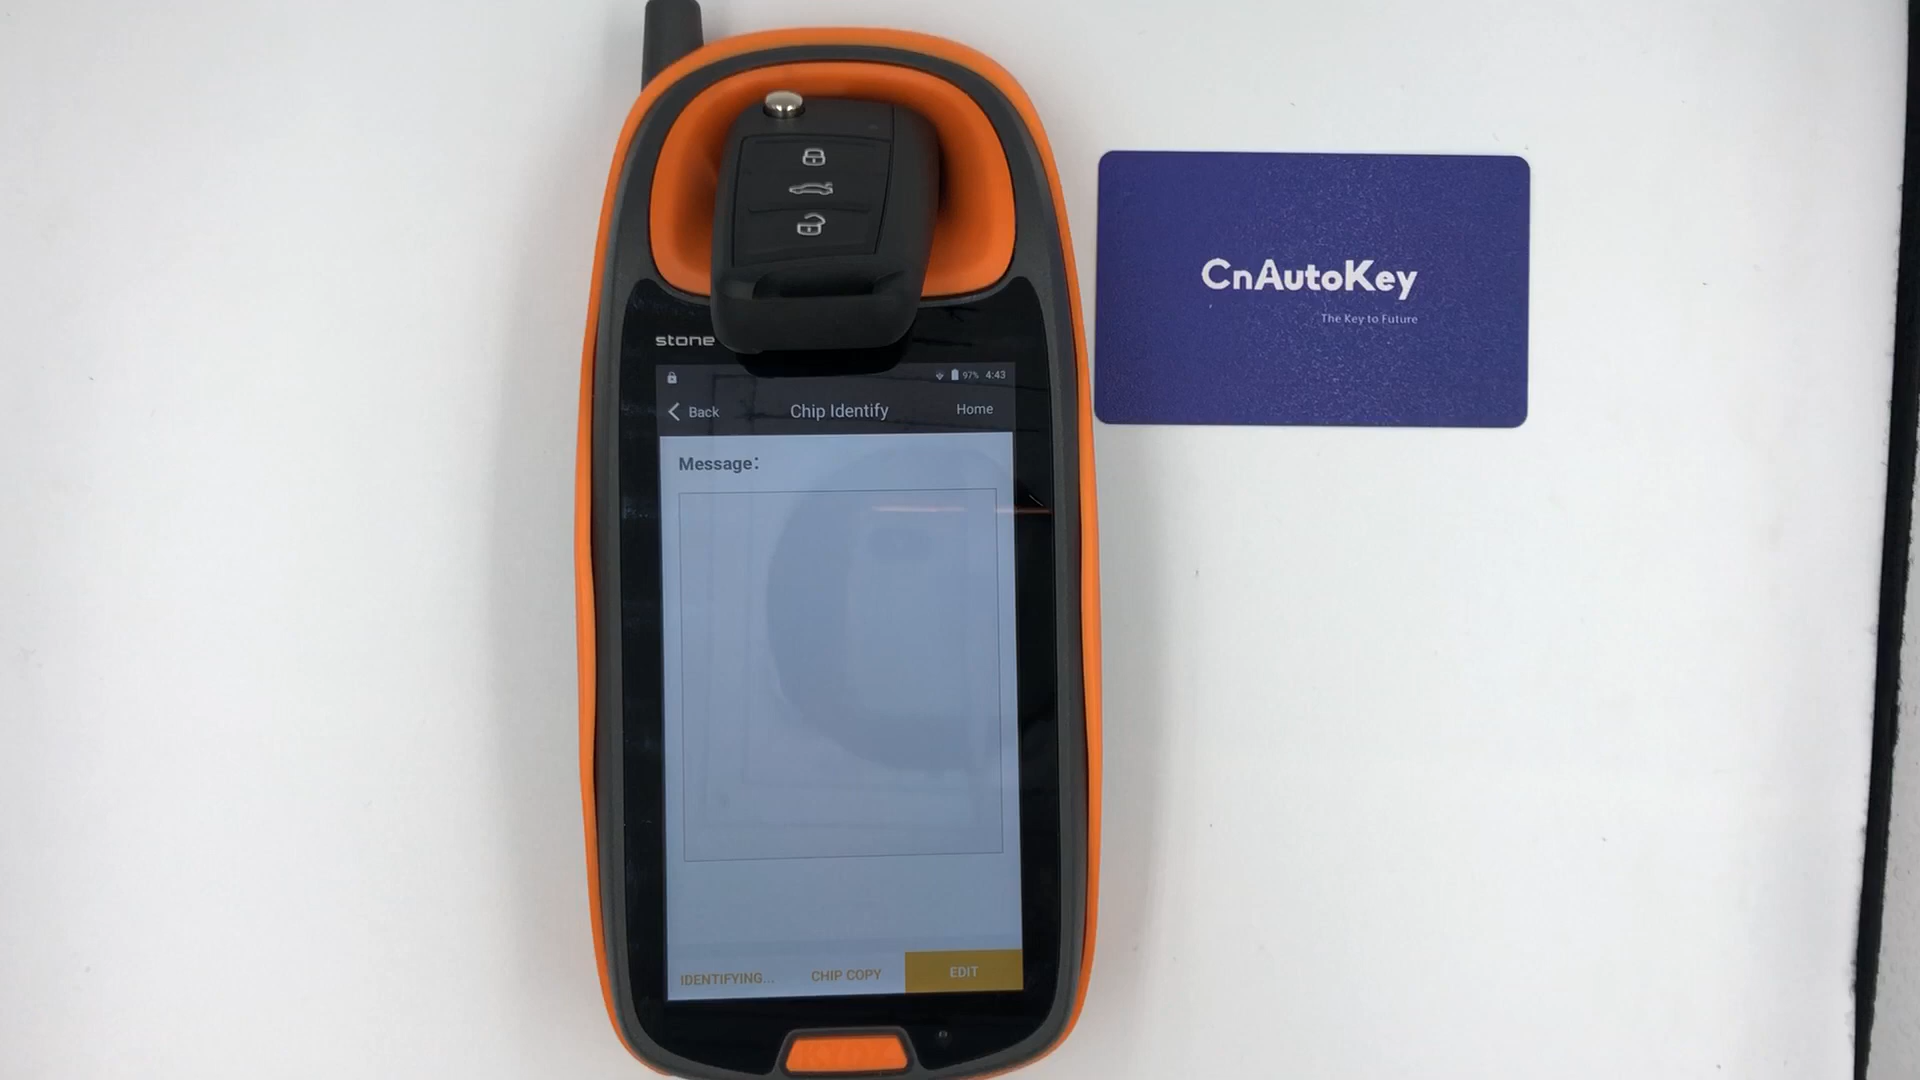 CnAutoKey
The Key to Future
stone
97% 4:43
Back
Chip Identify
Home
Message:
IDENTIFYING...
CHIP COPY
EDIT